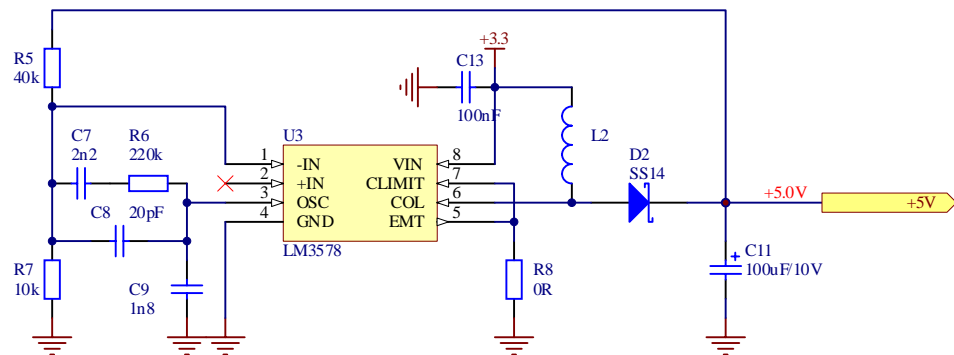 R5
40k
C7
2n2
R6
220k
C8
20pF
R7
10k
C9
1n8
U3
1
2
3
4
-IN
+IN
OSC
GND
VIN
CLIMIT
COL
EMT
8
7
6
5
LM3578
C13
100nF
+3.3
L2
D2
SS14
R8
0R
+5.0V
+5V
+
C11
100uF/10V